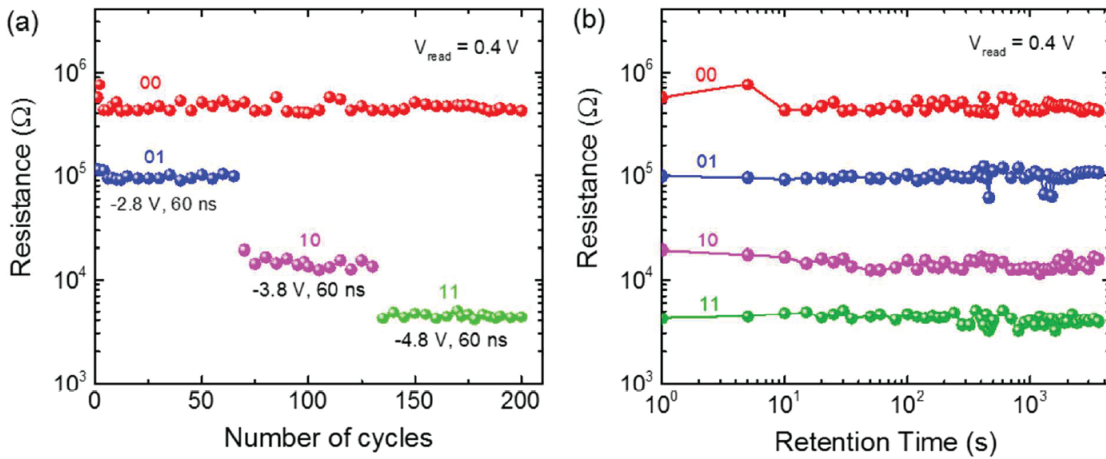 (a)
V_read = 0.4 V
10^6
10^5
10^4
10^3
Resistance (Ω)
00
01
-2.8 V, 60 ns
10
-3.8 V, 60 ns
11
-4.8 V, 60 ns
0 50 100 150 200
Number of cycles
(b)
V_read = 0.4 V
10^6
10^5
10^4
10^3
Resistance (Ω)
00
01
10
11
10^0 10^1 10^2 10^3
Retention Time (s)